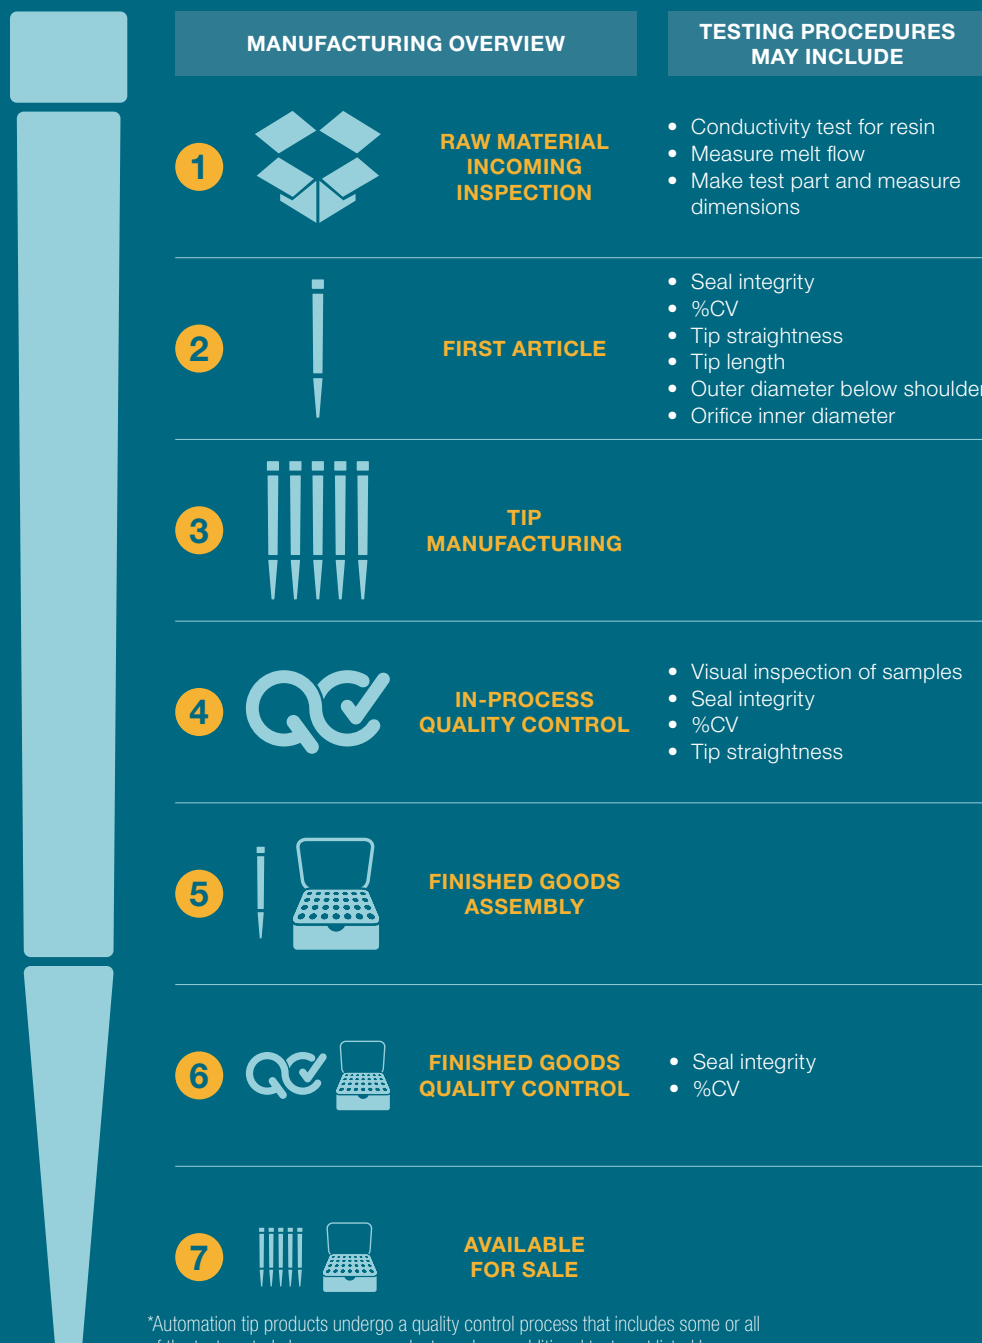 MANUFACTURING OVERVIEW
TESTING PROCEDURES
MAY INCLUDE
1
RAW MATERIAL
INCOMING
INSPECTION
• Conductivity test for resin
• Measure melt flow
• Make test part and measure
dimensions
2
FIRST ARTICLE
• Seal integrity
• %CV
• Tip straightness
• Tip length
• Outer diameter below shoulder
• Orifice inner diameter
3
TIP
MANUFACTURING
4
QC
IN-PROCESS
QUALITY CONTROL
• Visual inspection of samples
• Seal integrity
• %CV
• Tip straightness
5
FINISHED GOODS
ASSEMBLY
6
QC
FINISHED GOODS
QUALITY CONTROL
• Seal integrity
• %CV
7
AVAILABLE
FOR SALE
*Automation tip products undergo a quality control process that includes some or all